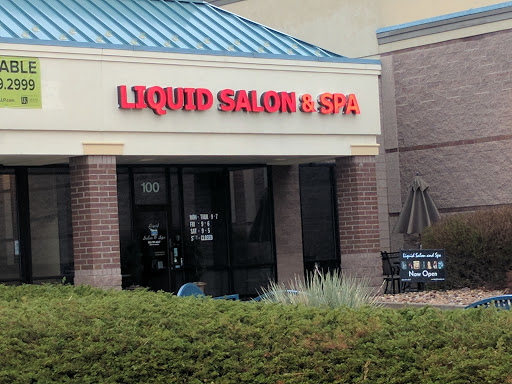 ABLE
9.2999
LIQUID SALON & SPA
100
MON - THUR 9 - 7
FRI - 9 - 6
SAT - 9 - 5
CLOSED
Liquid Salon and Spa
Now Open